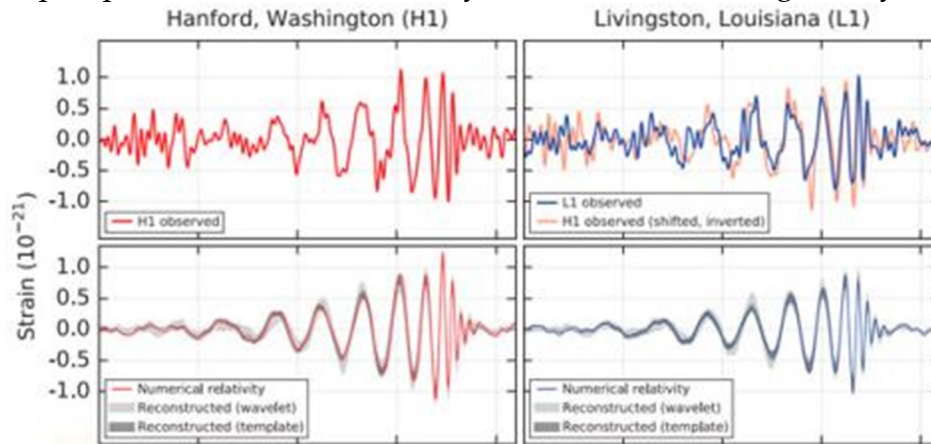 Hanford, Washington (H1)
Livingston, Louisiana (L1)
1.0
0.5
0.0
-0.5
-1.0
H1 observed
L1 observed
H1 observed (shifted, inverted)
Strain (10⁻²¹)
1.0
0.5
0.0
-0.5
-1.0
Numerical relativity
Reconstructed (wavelet)
Reconstructed (template)
Numerical relativity
Reconstructed (wavelet)
Reconstructed (template)